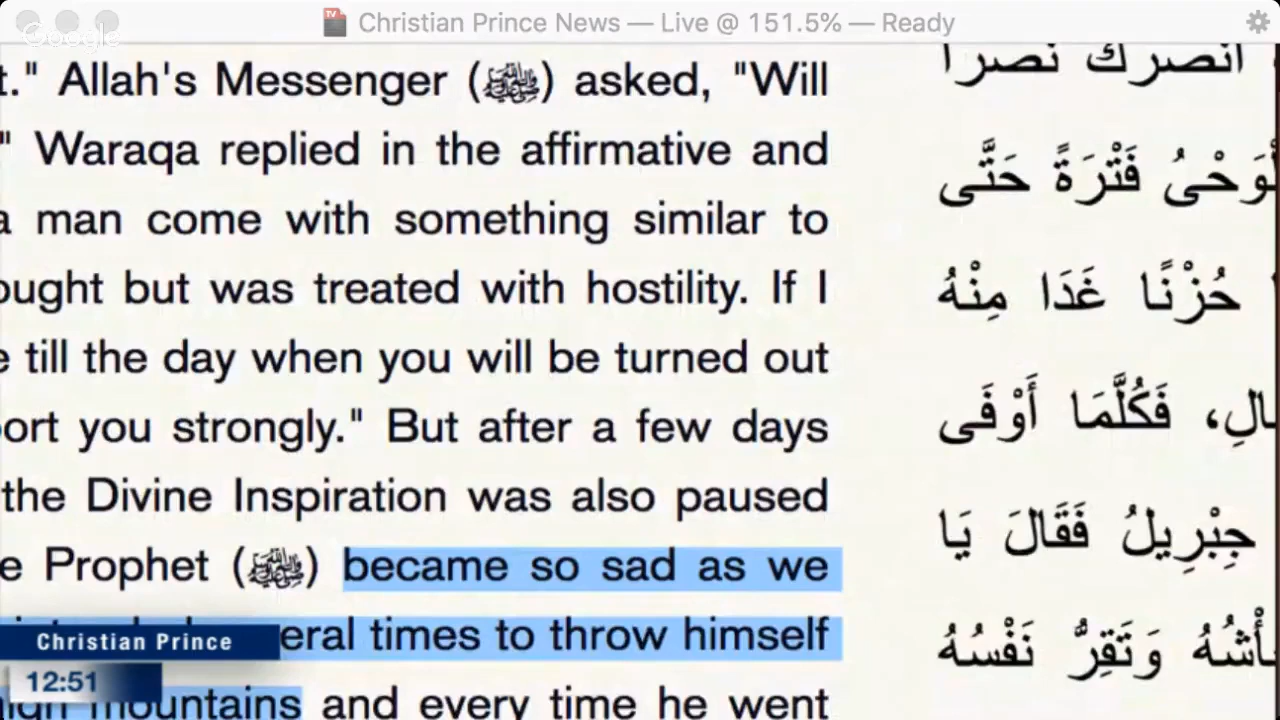 Christian Prince News — Live @ 151.5% — Ready
Google
t." Allah's Messenger (ﷺ) asked, "Will
" Waraqa replied in the affirmative and
a man come with something similar to
ought but was treated with hostility. If I
e till the day when you will be turned out
ort you strongly." But after a few days
the Divine Inspiration was also paused
e Prophet (ﷺ) became so sad as we
eral times to throw himself
mountains and every time he went
أنصرك نصرا
لْوَحْىُ فَتْرَةً حَتَّى
حُزْنًا غَدَا مِنْهُ
ـالِ، فَكُلَّمَا أَوْفَى
جِبْرِيلُ فَقَالَ يَا
ـأْشُهُ وَتَقِرُّ نَفْسُهُ
Christian Prince
12:51